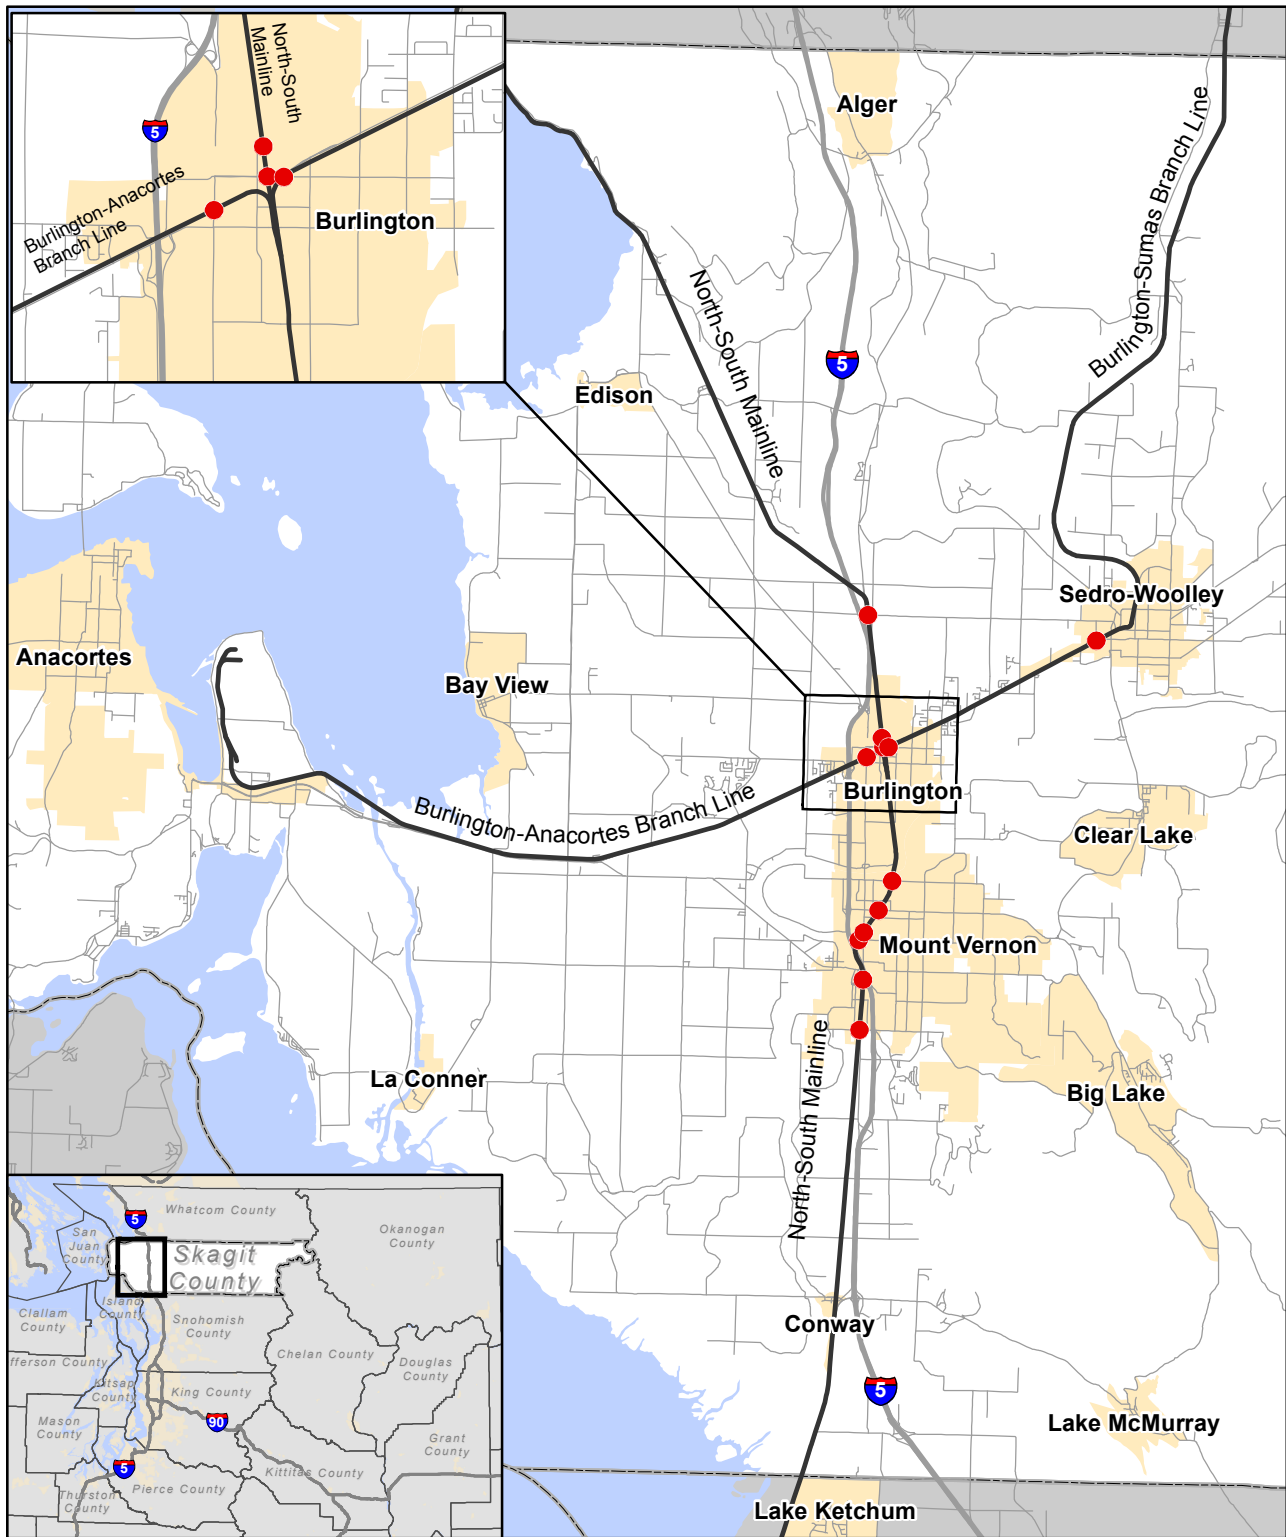 North-South
Mainline
5
Burlington-Anacortes
Branch Line
Burlington
Alger
Burlington-Sumas Branch Line
North-South Mainline
5
Edison
Sedro-Woolley
Anacortes
Bay View
Burlington-Anacortes Branch Line
Burlington
Clear Lake
Mount Vernon
North-South Mainline
La Conner
Big Lake
Conway
5
Lake McMurray
Lake Ketchum
5
Whatcom County
Okanogan
County
San
Juan
County
Skagit
County
Island
County
Clallam
County
Snohomish
County
Chelan County
Douglas
County
fferson County
Kitsap
County
King County
90
Mason
County
Grant
County
5
Kittitas County
Pierce County
Thurston
County